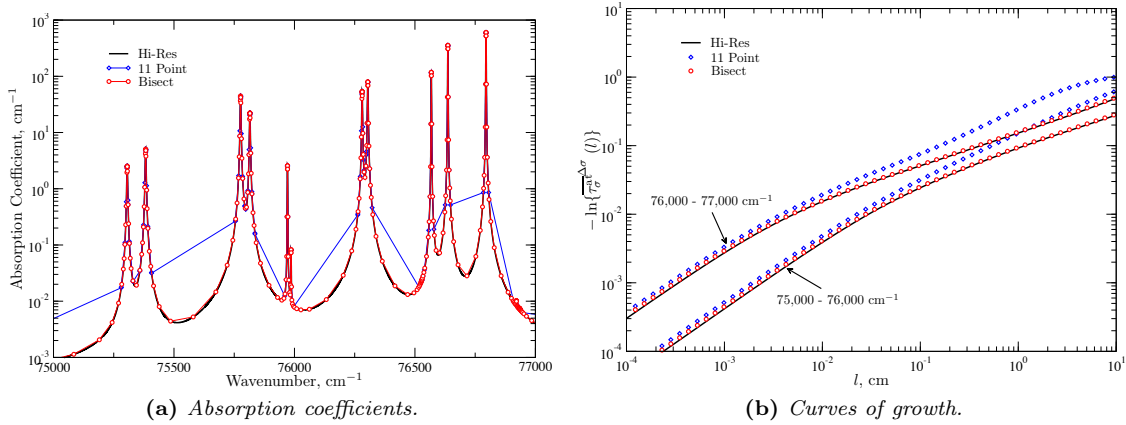 10^3
10^2
10^1
10^0
10^-1
10^-2
10^-3
Absorption Coefficient, cm^-1
Hi-Res
11 Point
Bisect
75000
75500
76000
76500
77000
Wavenumber, cm^-1
(a) Absorption coefficients.
10^1
10^0
10^-1
10^-2
10^-3
10^-4
Hi-Res
11 Point
Bisect
76,000 - 77,000 cm^-1
75,000 - 76,000 cm^-1
10^-4
10^-3
10^-2
10^-1
10^0
10^1
l, cm
(b) Curves of growth.